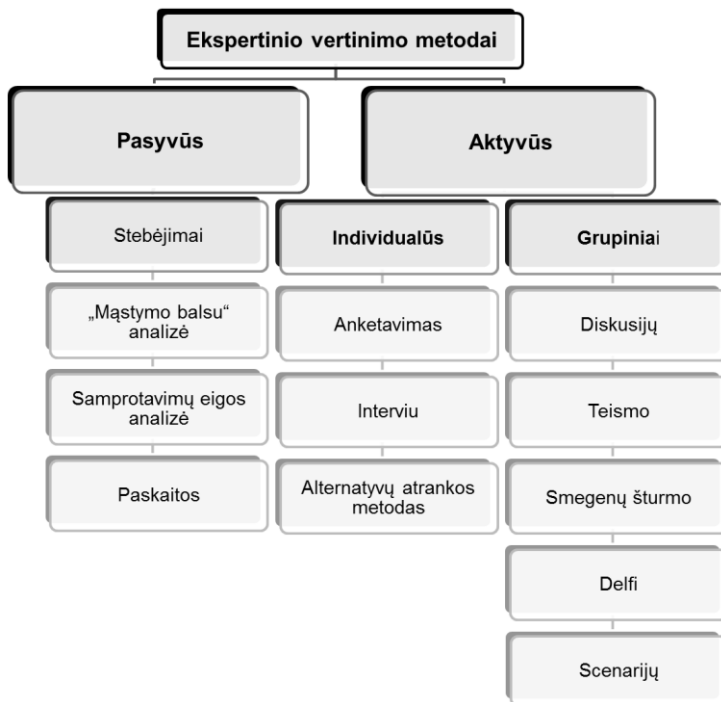 Ekspertinio vertinimo metodai
Pasyvūs
Aktyvūs
Stebėjimai
„Mąstymo balsu“
analizė
Samprotavimų eigos
analizė
Paskaitos
Individualūs
Anketavimas
Interviu
Alternatyvų atrankos
metodas
Grupiniai
Diskusijų
Teismo
Smegenų šturmo
Delfi
Scenarijų